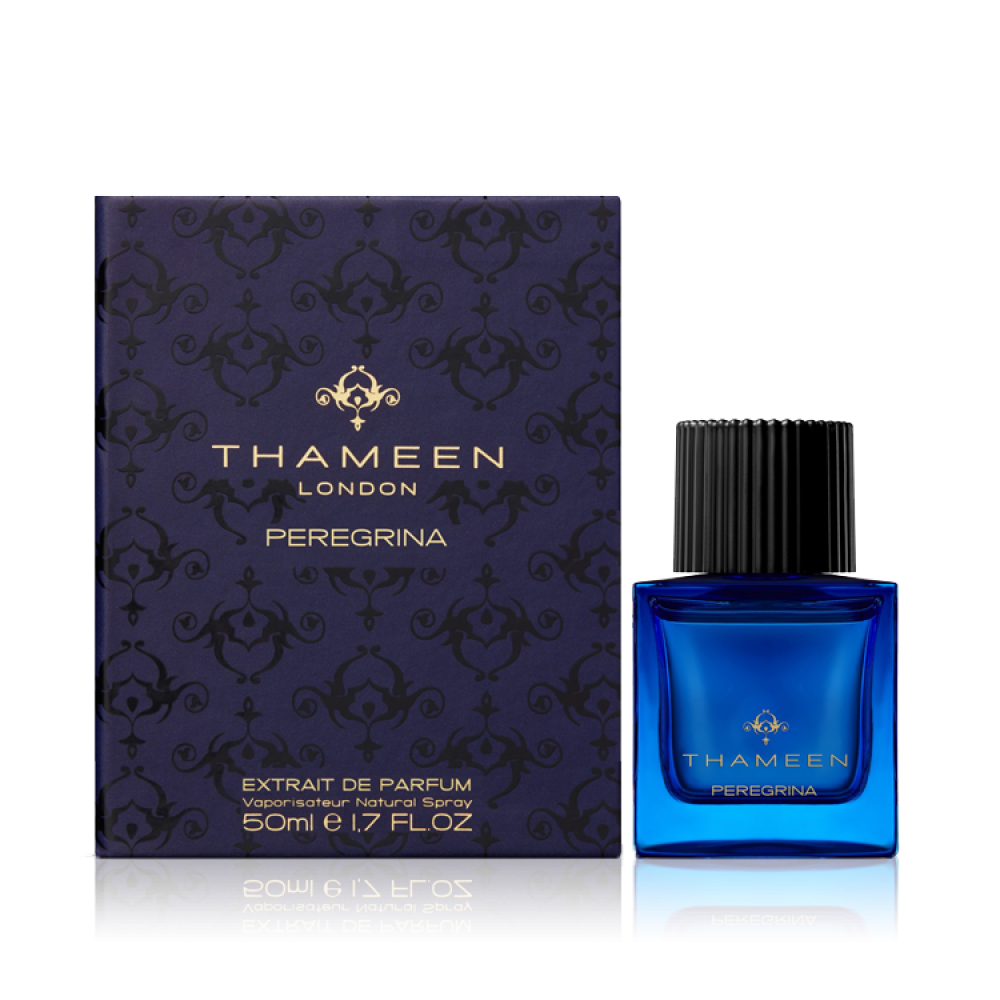 THAMEEN
LONDON
PEREGRINA
EXTRAIT DE PARFUM
Vaporisateur Natural Spray
50ml e 1,7 FL.OZ
THAMEEN
PEREGRINA